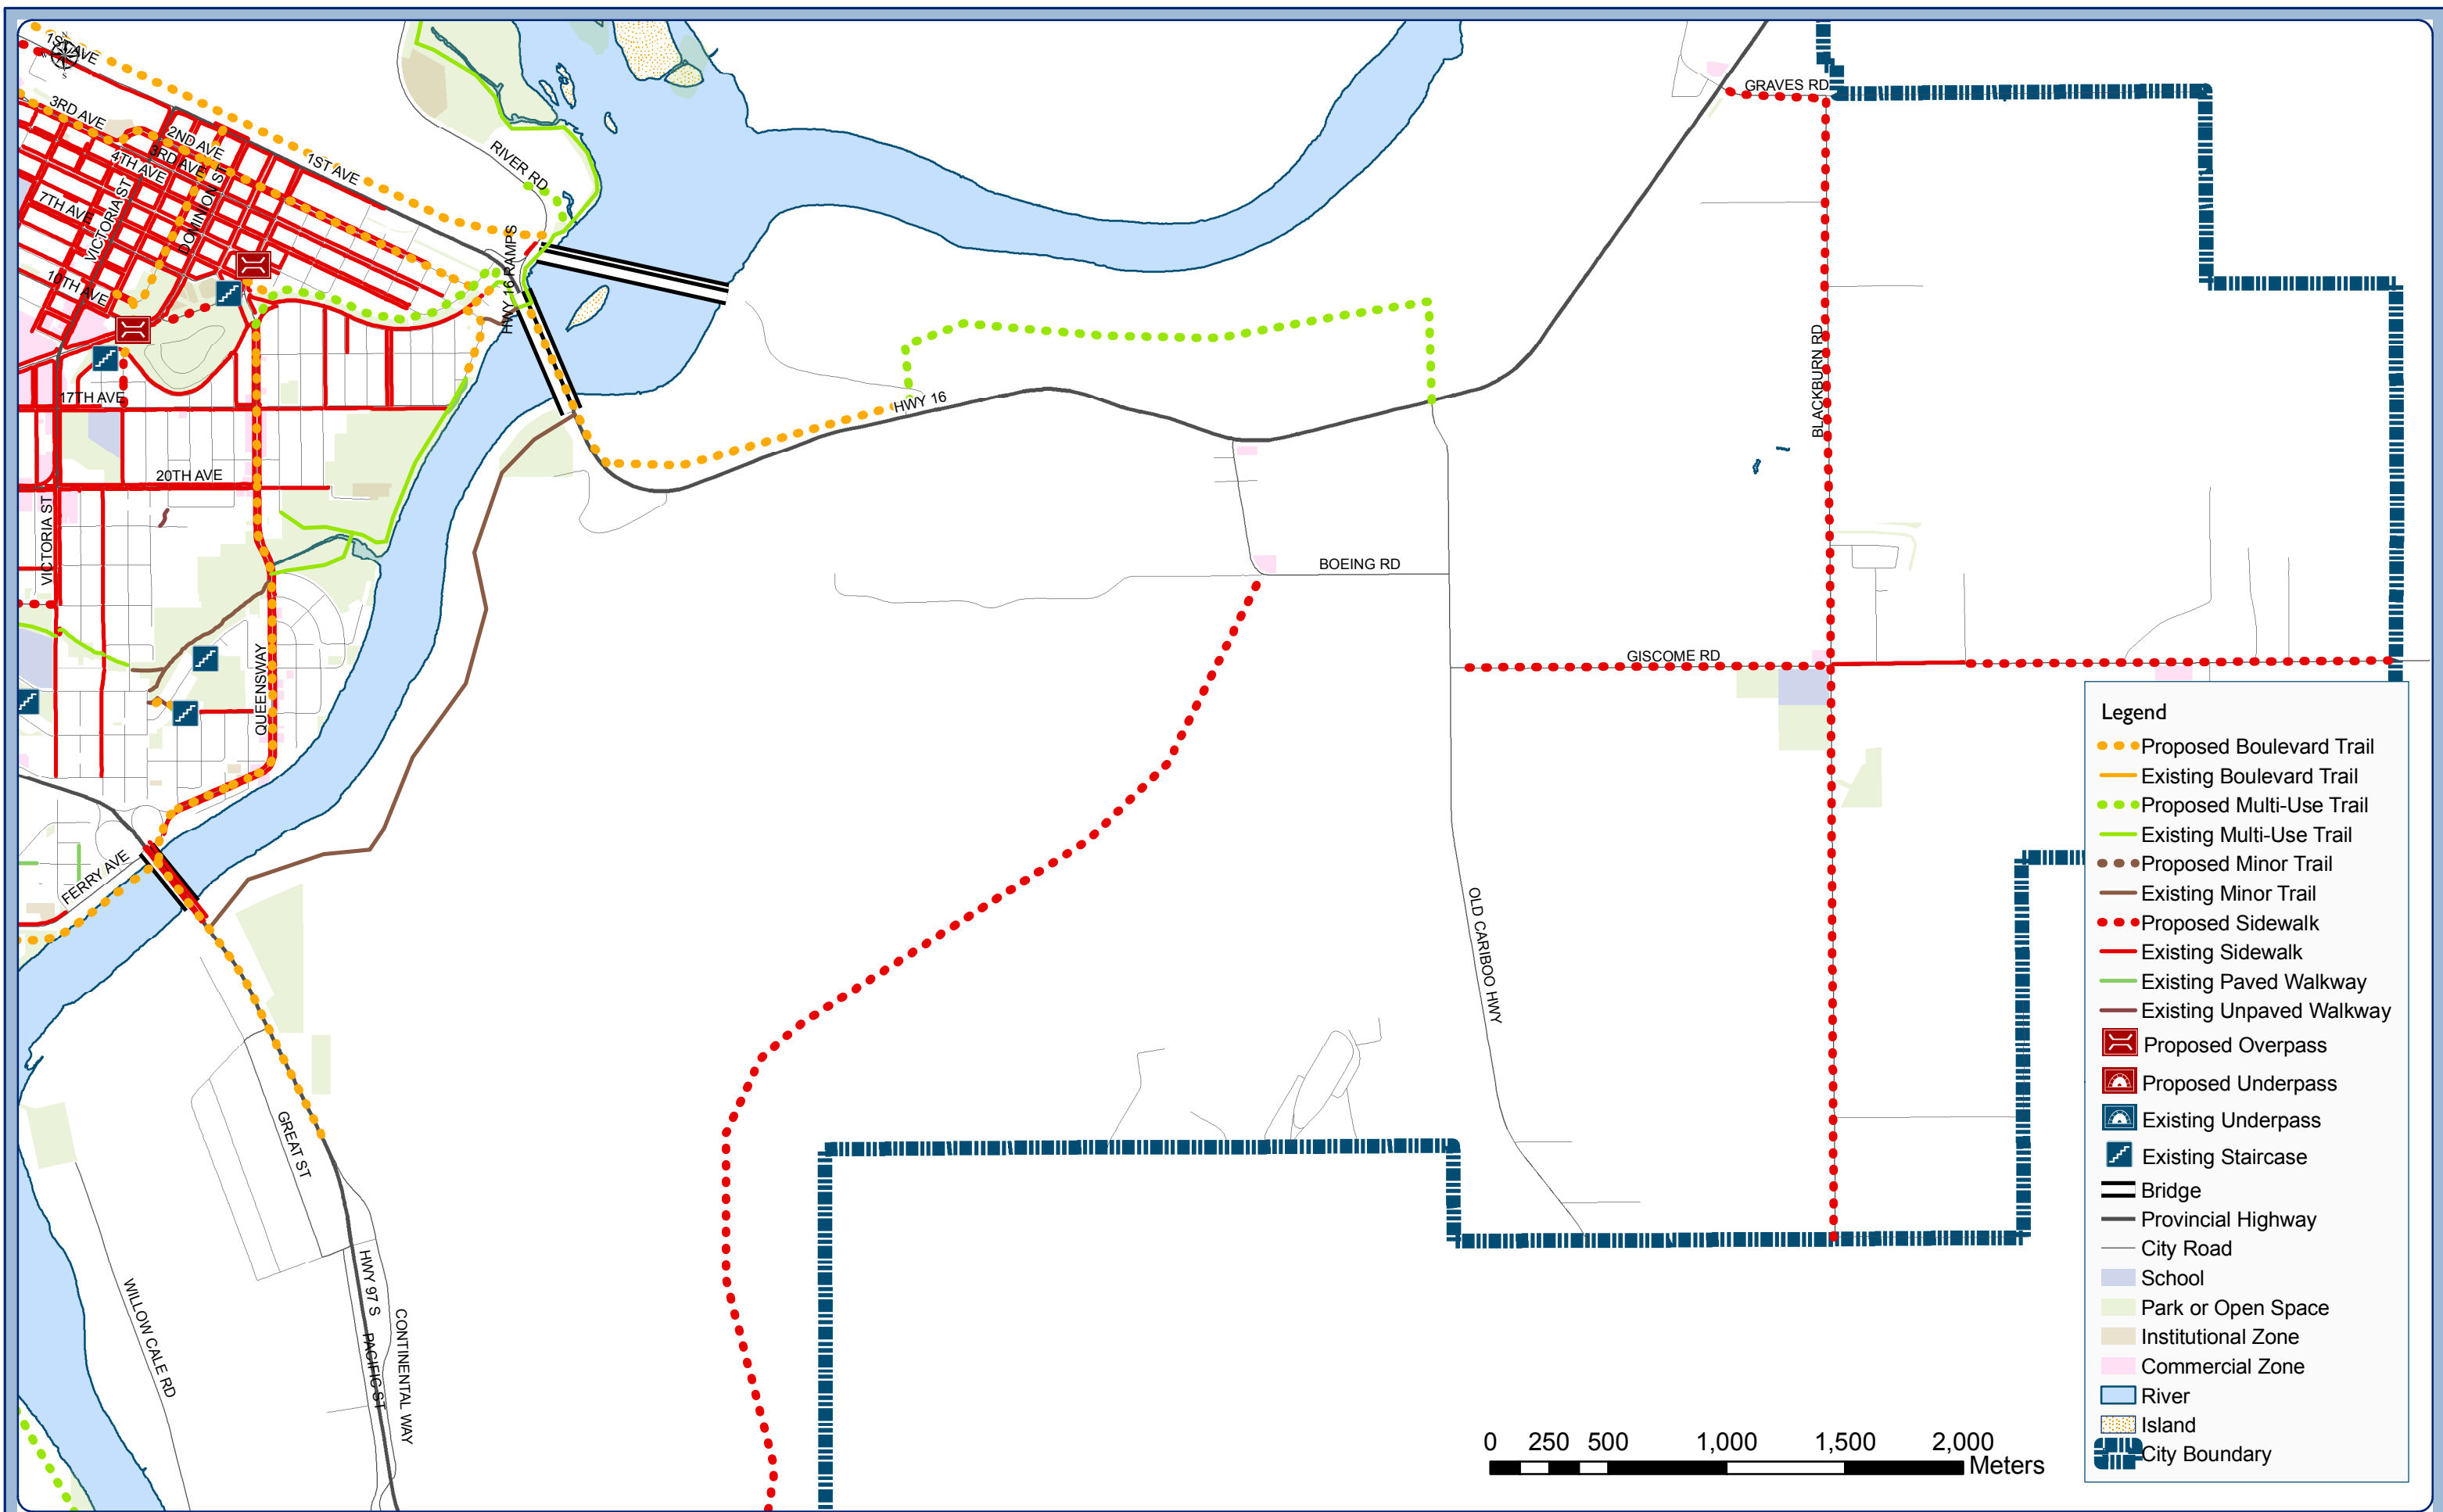 1ST AVE
S
3RD AVE
2ND AVE
3RD AVE
4TH AVE
1ST AVE
7TH AVE
VICTORIA ST
DOMINION ST
10TH AVE
RIVER RD
HWY 16 RAMPS
GRAVES RD
17TH AVE
HWY 16
BLACKBURN RD
20TH AVE
VICTORIA ST
BOEING RD
QUEENSWAY
GISCOME RD
FERRY AVE
OLD CARIBOO HWY
GREAT ST
WILLOW CALE RD
HWY 97 S
PACIFIC ST
CONTINENTAL WAY
Legend
Proposed Boulevard Trail
Existing Boulevard Trail
Proposed Multi-Use Trail
Existing Multi-Use Trail
Proposed Minor Trail
Existing Minor Trail
Proposed Sidewalk
Existing Sidewalk
Existing Paved Walkway
Existing Unpaved Walkway
Proposed Overpass
Proposed Underpass
Existing Underpass
Existing Staircase
Bridge
Provincial Highway
City Road
School
Park or Open Space
Institutional Zone
Commercial Zone
River
Island
City Boundary
0 250 500 1,000 1,500 2,000
Meters